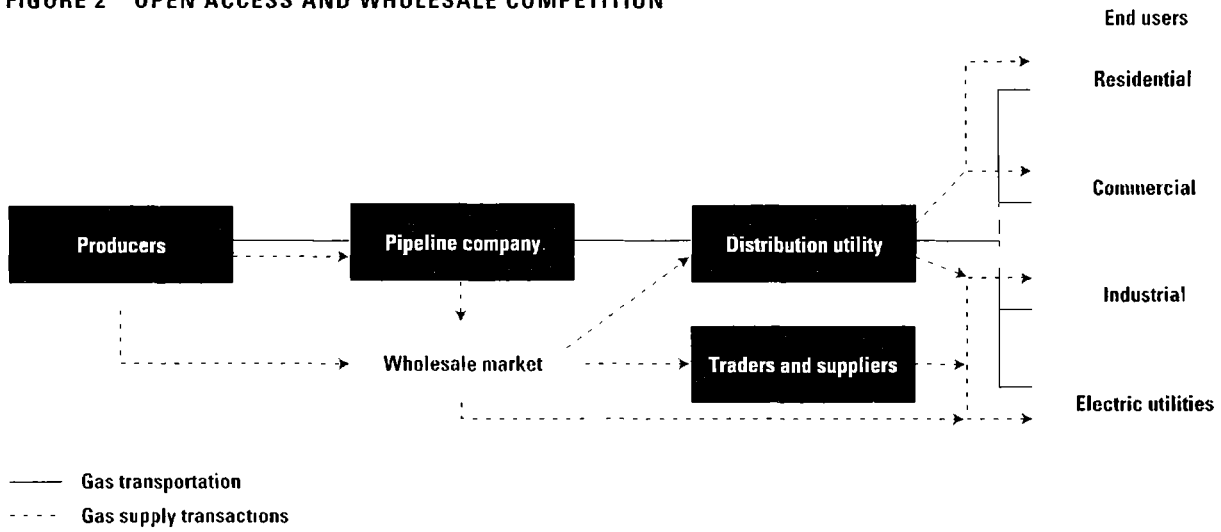 FIGURE 2 OPEN ACCESS AND WHOLESALE COMPETITION
End users
Residential
Commercial
Producers
Pipeline company
Distribution utility
Industrial
Wholesale market
Traders and suppliers
Electric utilities
Gas transportation
Gas supply transactions